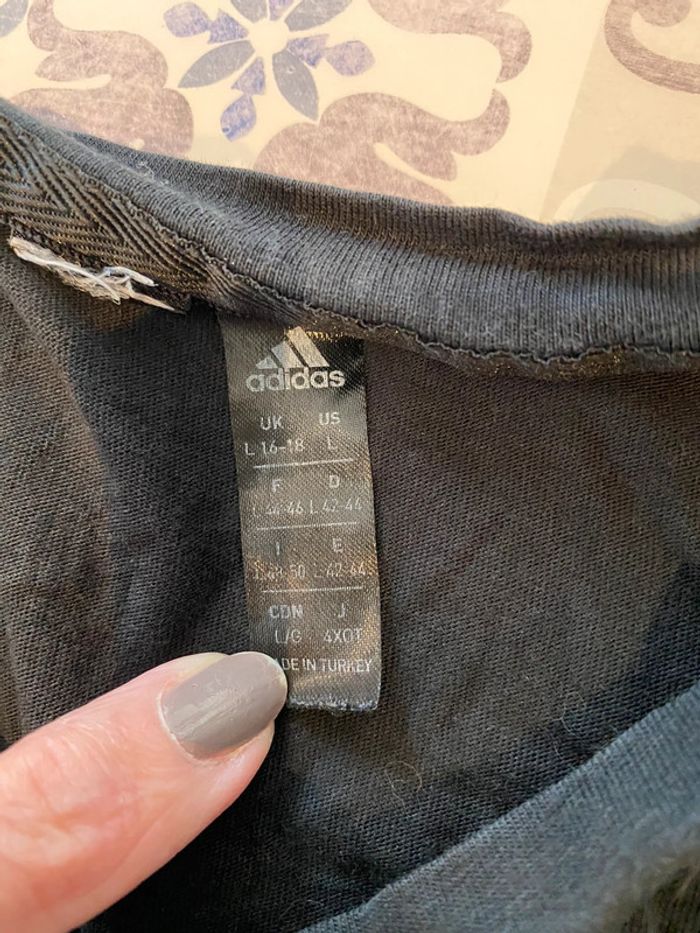 adidas
UK US
L 16-18 L
F D
L 44-46 L 42-44
I E
L 48-50 L 42-44
CDN J
L/G 4XOT
ADE IN TURKEY